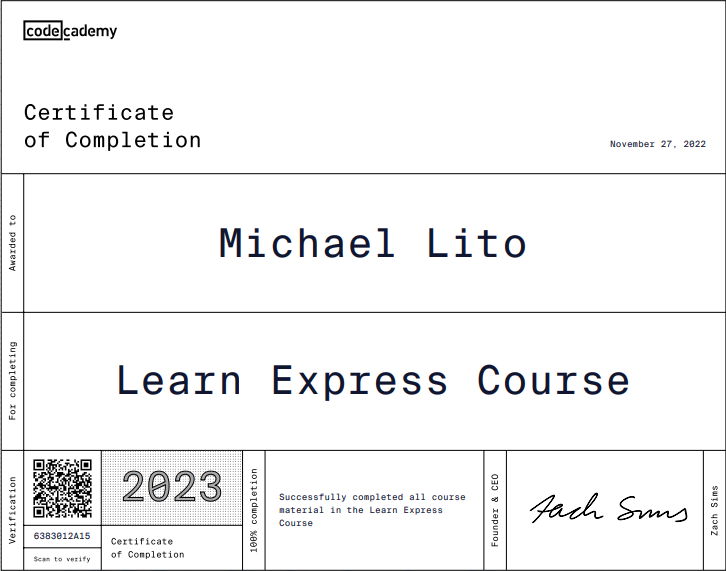 codecademy
Certificate
of Completion
November 27, 2022
Awarded to
Michael Lito
For completing
Learn Express Course
Verification
6383012A15
Scan to verify
2023
Certificate
of Completion
100% completion
Successfully completed all course
material in the Learn Express
Course
Founder & CEO
Zach Sims
Zach Sims